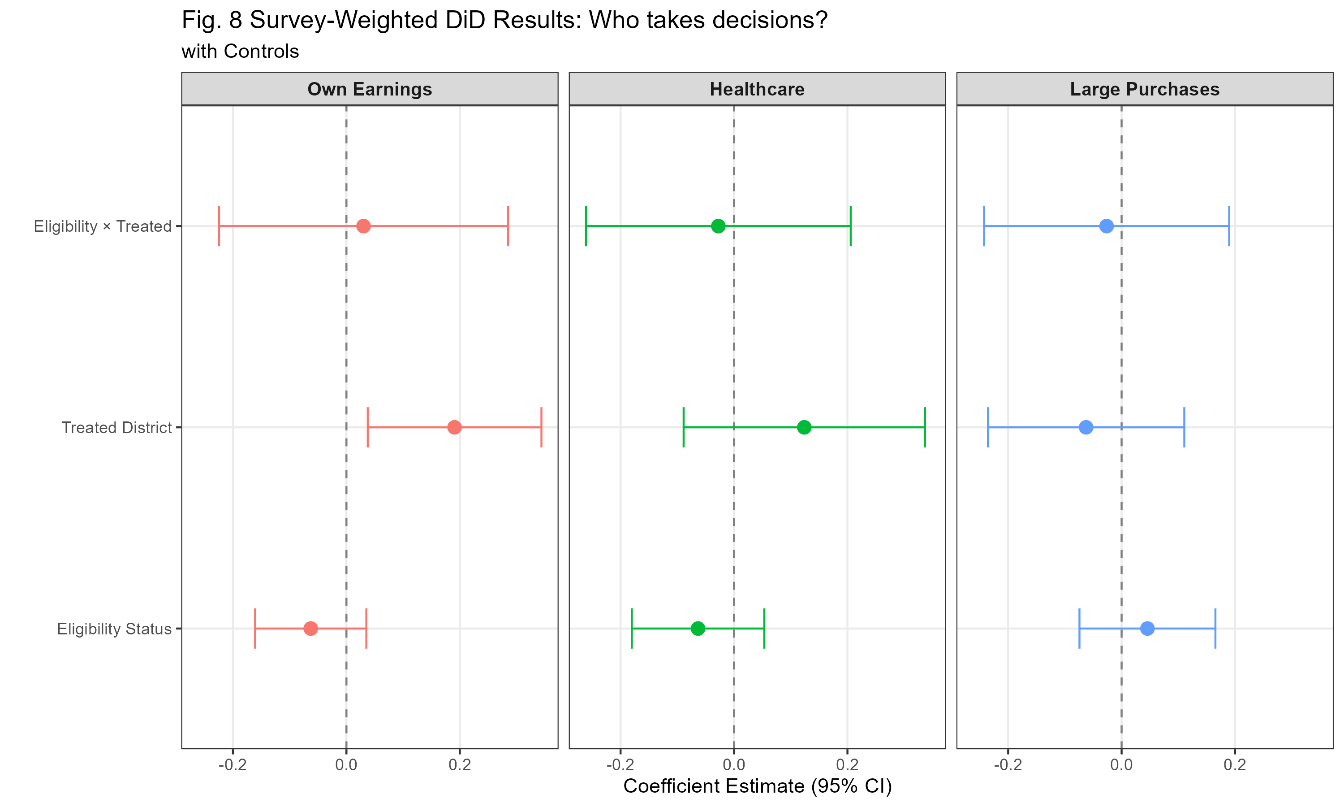 Fig. 8 Survey-Weighted DiD Results: Who takes decisions?
with Controls
Own Earnings
Healthcare
Large Purchases
Eligibility × Treated
Treated District
Eligibility Status
-0.2 0.0 0.2
-0.2 0.0 0.2
-0.2 0.0 0.2
Coefficient Estimate (95% CI)